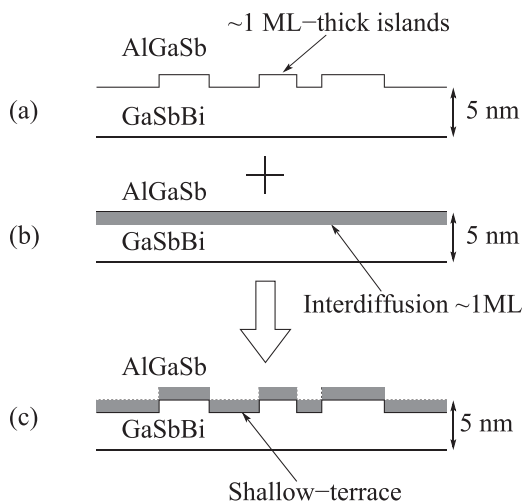 ~1 ML−thick islands
AlGaSb
(a)
GaSbBi
5 nm
AlGaSb
(b)
GaSbBi
5 nm
Interdiffusion ~1ML
AlGaSb
(c)
GaSbBi
5 nm
Shallow−terrace